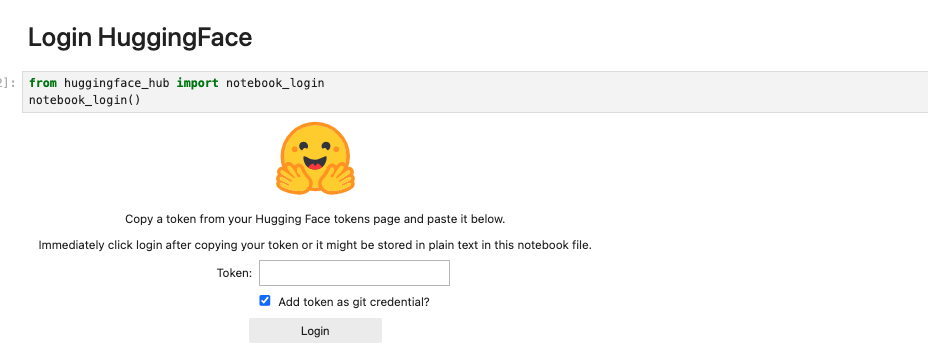 Login HuggingFace
]:
from huggingface_hub import notebook_login
notebook_login()
Copy a token from your Hugging Face tokens page and paste it below.
Immediately click login after copying your token or it might be stored in plain text in this notebook file.
Token:
Add token as git credential?
Login